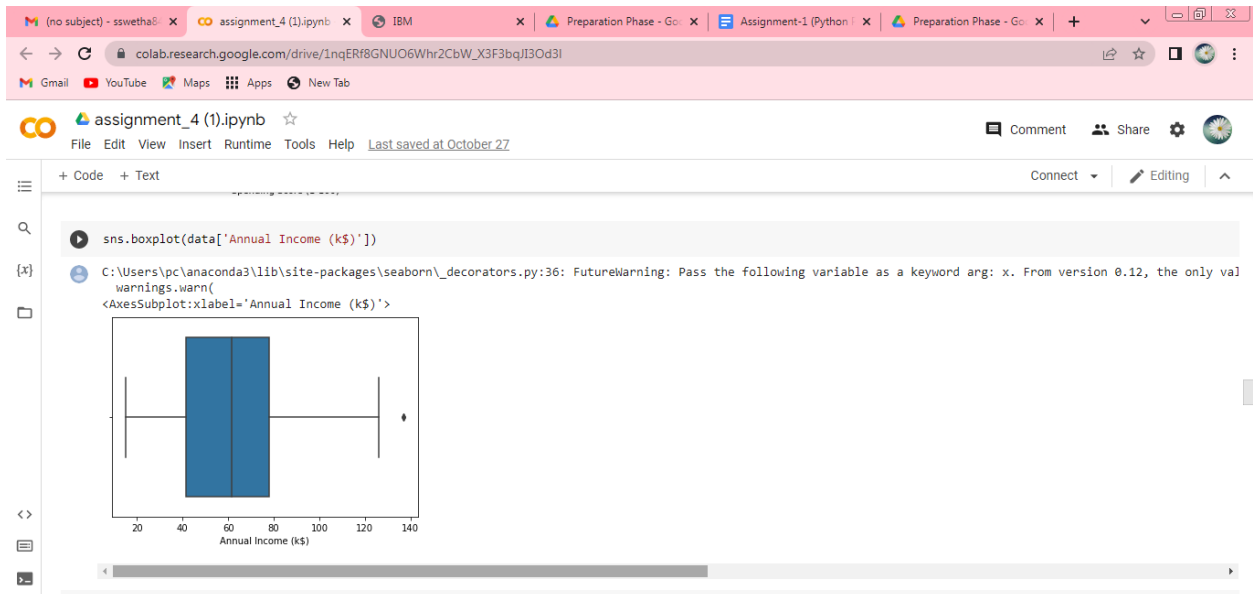 (no subject) - sswetha8
assignment_4 (1).ipynb
IBM
Preparation Phase - Goo
Assignment-1 (Python
Preparation Phase - Goo
colab.research.google.com/drive/1nqERf8GNUO6Whr2CbW_X3F3bqJI3Od3I
Gmail YouTube Maps Apps New Tab
assignment_4 (1).ipynb
Comment Share
File Edit View Insert Runtime Tools Help Last saved at October 27
+ Code + Text Connect Editing
sns.boxplot(data['Annual Income (k$)'])
{x}
C:\Users\pc\anaconda3\lib\site-packages\seaborn\_decorators.py:36: FutureWarning: Pass the following variable as a keyword arg: x. From version 0.12, the only val
warnings.warn(
<AxesSubplot:xlabel='Annual Income (k$)'>
20 40 60 80 100 120 140
Annual Income (k$)